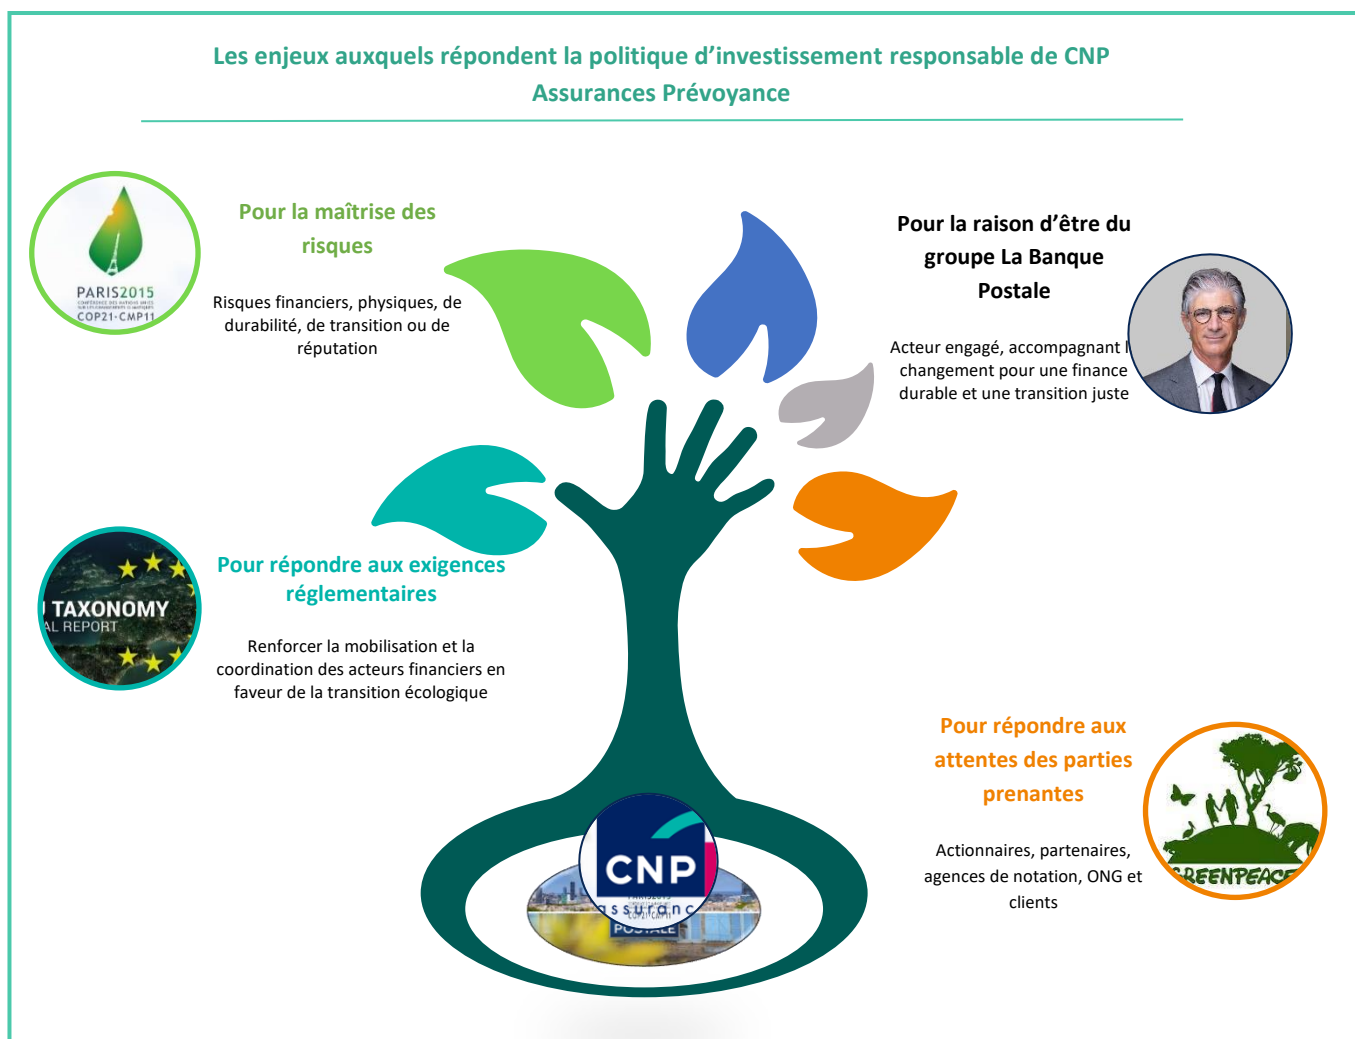 Les enjeux auxquels répondent la politique d’investissement responsable de CNP
Assurances Prévoyance
PARIS2015
COP21·CMP11
Pour la maîtrise des
risques
Risques financiers, physiques, de
durabilité, de transition ou de
réputation
Pour la raison d’être du
groupe La Banque
Postale
Acteur engagé, accompagnant l
changement pour une finance
durable et une transition juste
TAXONOMY
AL REPORT
Pour répondre aux exigences
réglementaires
Renforcer la mobilisation et la
coordination des acteurs financiers en
faveur de la transition écologique
Pour répondre aux
attentes des parties
prenantes
Actionnaires, partenaires,
agences de notation, ONG et
clients
GREENPEACE
CNP
assuranc
POSTALE